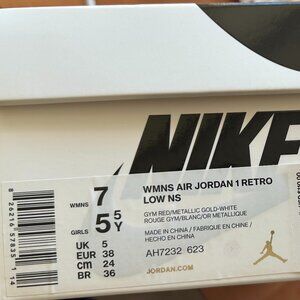 NIKE
WMNS 7
GIRLS 5.5Y
UK 5
EUR 38
CM 24
BR 36
WMNS AIR JORDAN 1 RETRO
LOW NS
GYM RED/METALLIC GOLD-WHITE
ROUGE GYM/BLANC/OR METALLIQUE
MADE IN CHINA / FABRIQUE EN CHINE /
HECHO EN CHINA
AH7232 623
JORDAN.COM